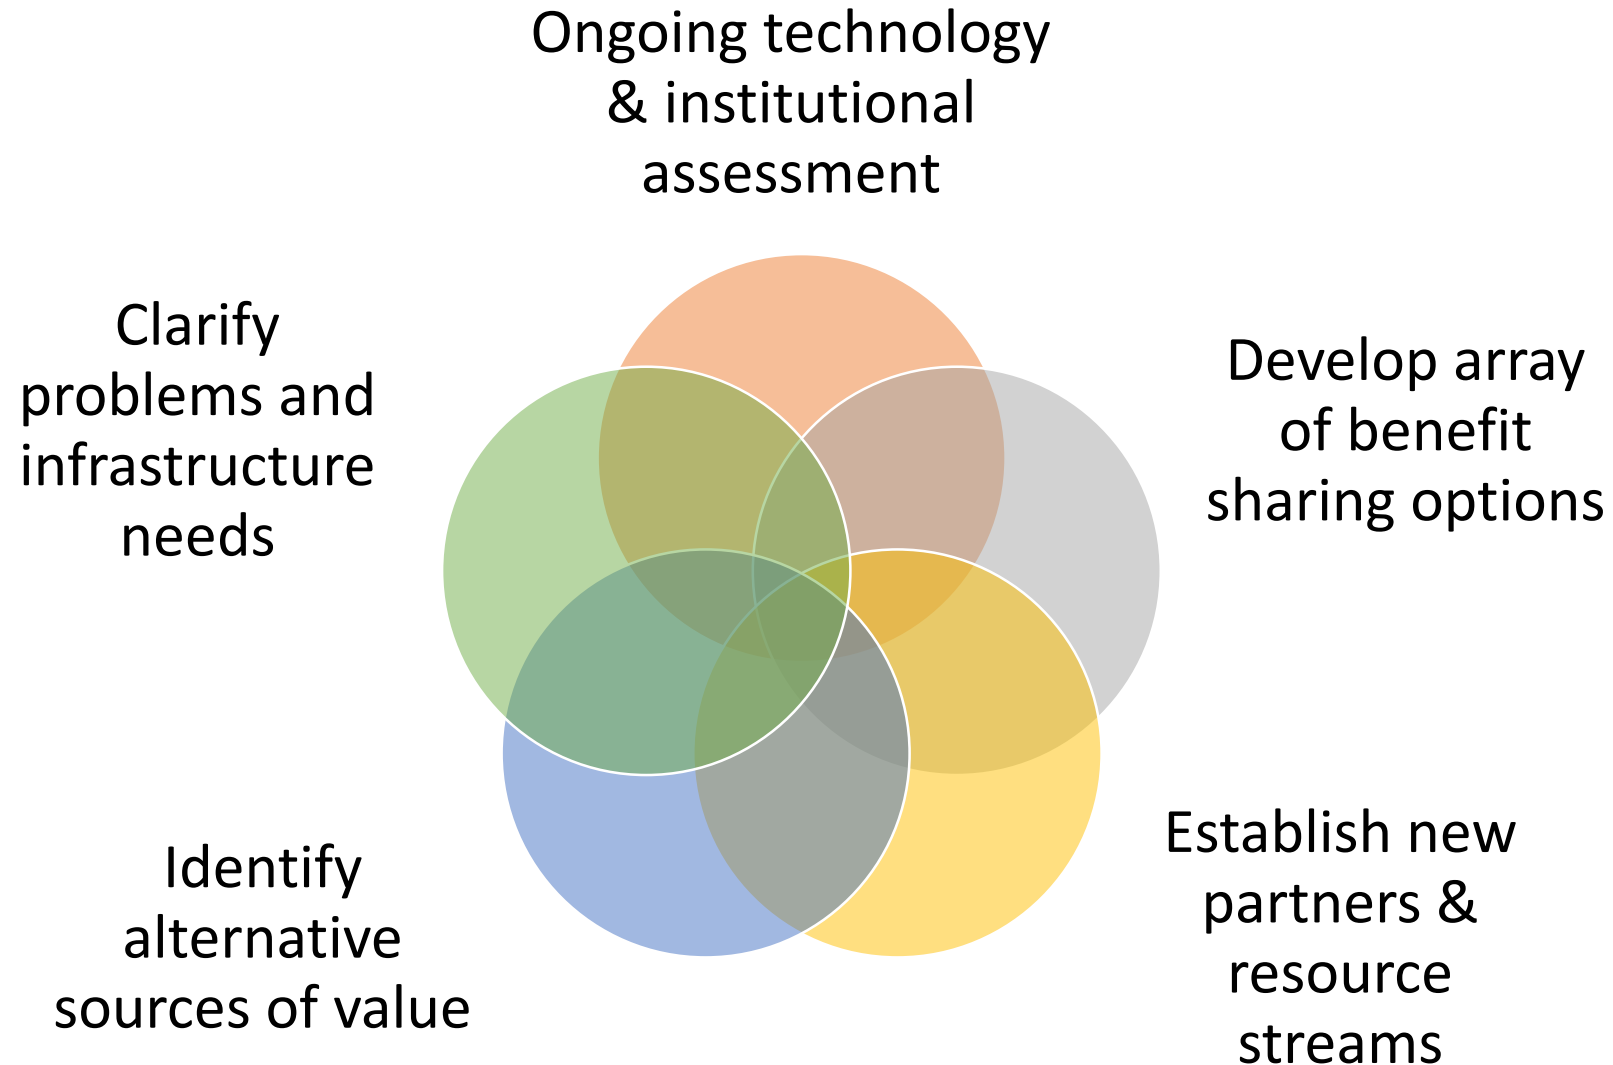 Ongoing technology
& institutional
assessment
Clarify
problems and
infrastructure
needs
Develop array
of benefit
sharing options
Identify
alternative
sources of value
Establish new
partners &
resource
streams